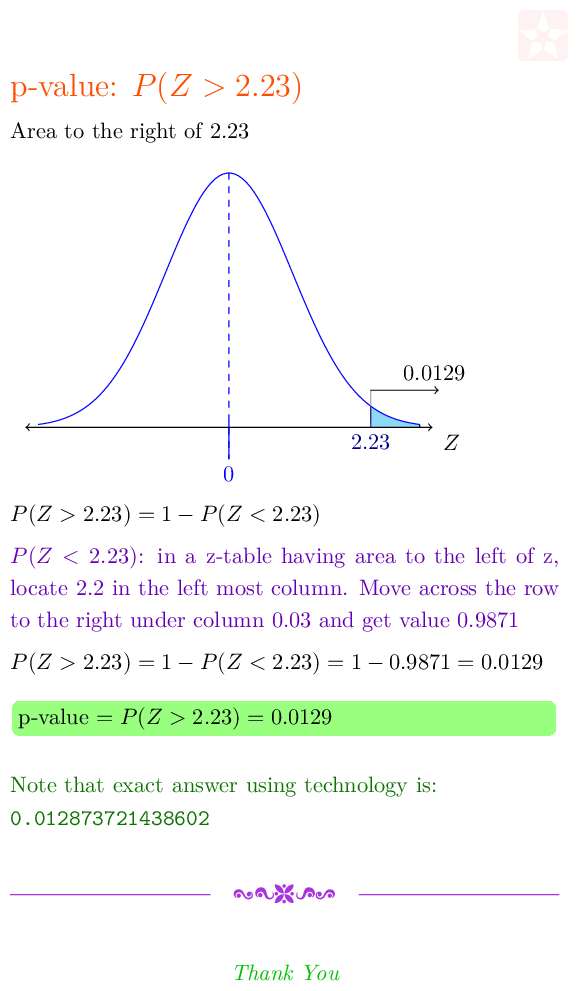 p-value: P(Z > 2.23)
Area to the right of 2.23
0.0129
2.23
Z
0
P(Z > 2.23) = 1 − P(Z < 2.23)
P(Z < 2.23): in a z-table having area to the left of z,
locate 2.2 in the left most column. Move across the row
to the right under column 0.03 and get value 0.9871
P(Z > 2.23) = 1 − P(Z < 2.23) = 1 − 0.9871 = 0.0129
p-value = P(Z > 2.23) = 0.0129
Note that exact answer using technology is:
0.012873721438602
Thank You